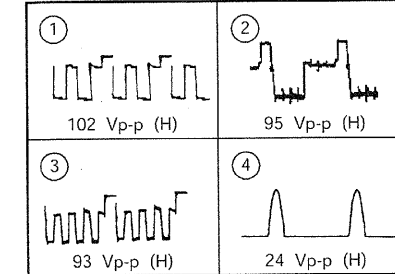 ① ②
102 Vp-p (H) 95 Vp-p (H)
③ ④
93 Vp-p (H) 24 Vp-p (H)